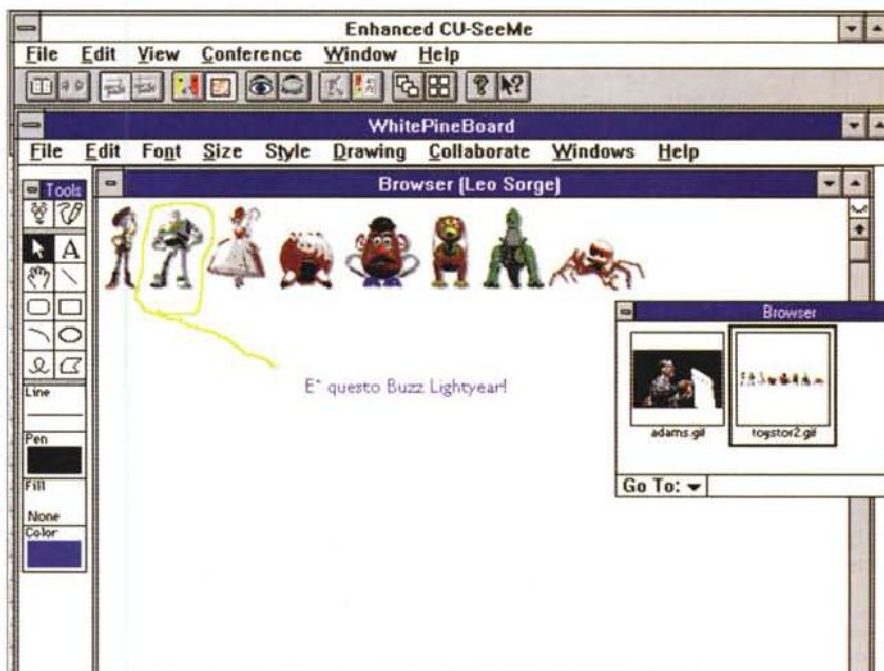 Enhanced CU-SeeMe
File Edit View Conference Window Help
WhitePineBoard
File Edit Font Size Style Drawing Collaborate Windows Help
Tools
Browser (Leo Sorge)
A
Browser
E' questo Buzz Lightyear!
adams.gif
toystor2.gif
Line
Pen
Go To:
Fill
None
Color